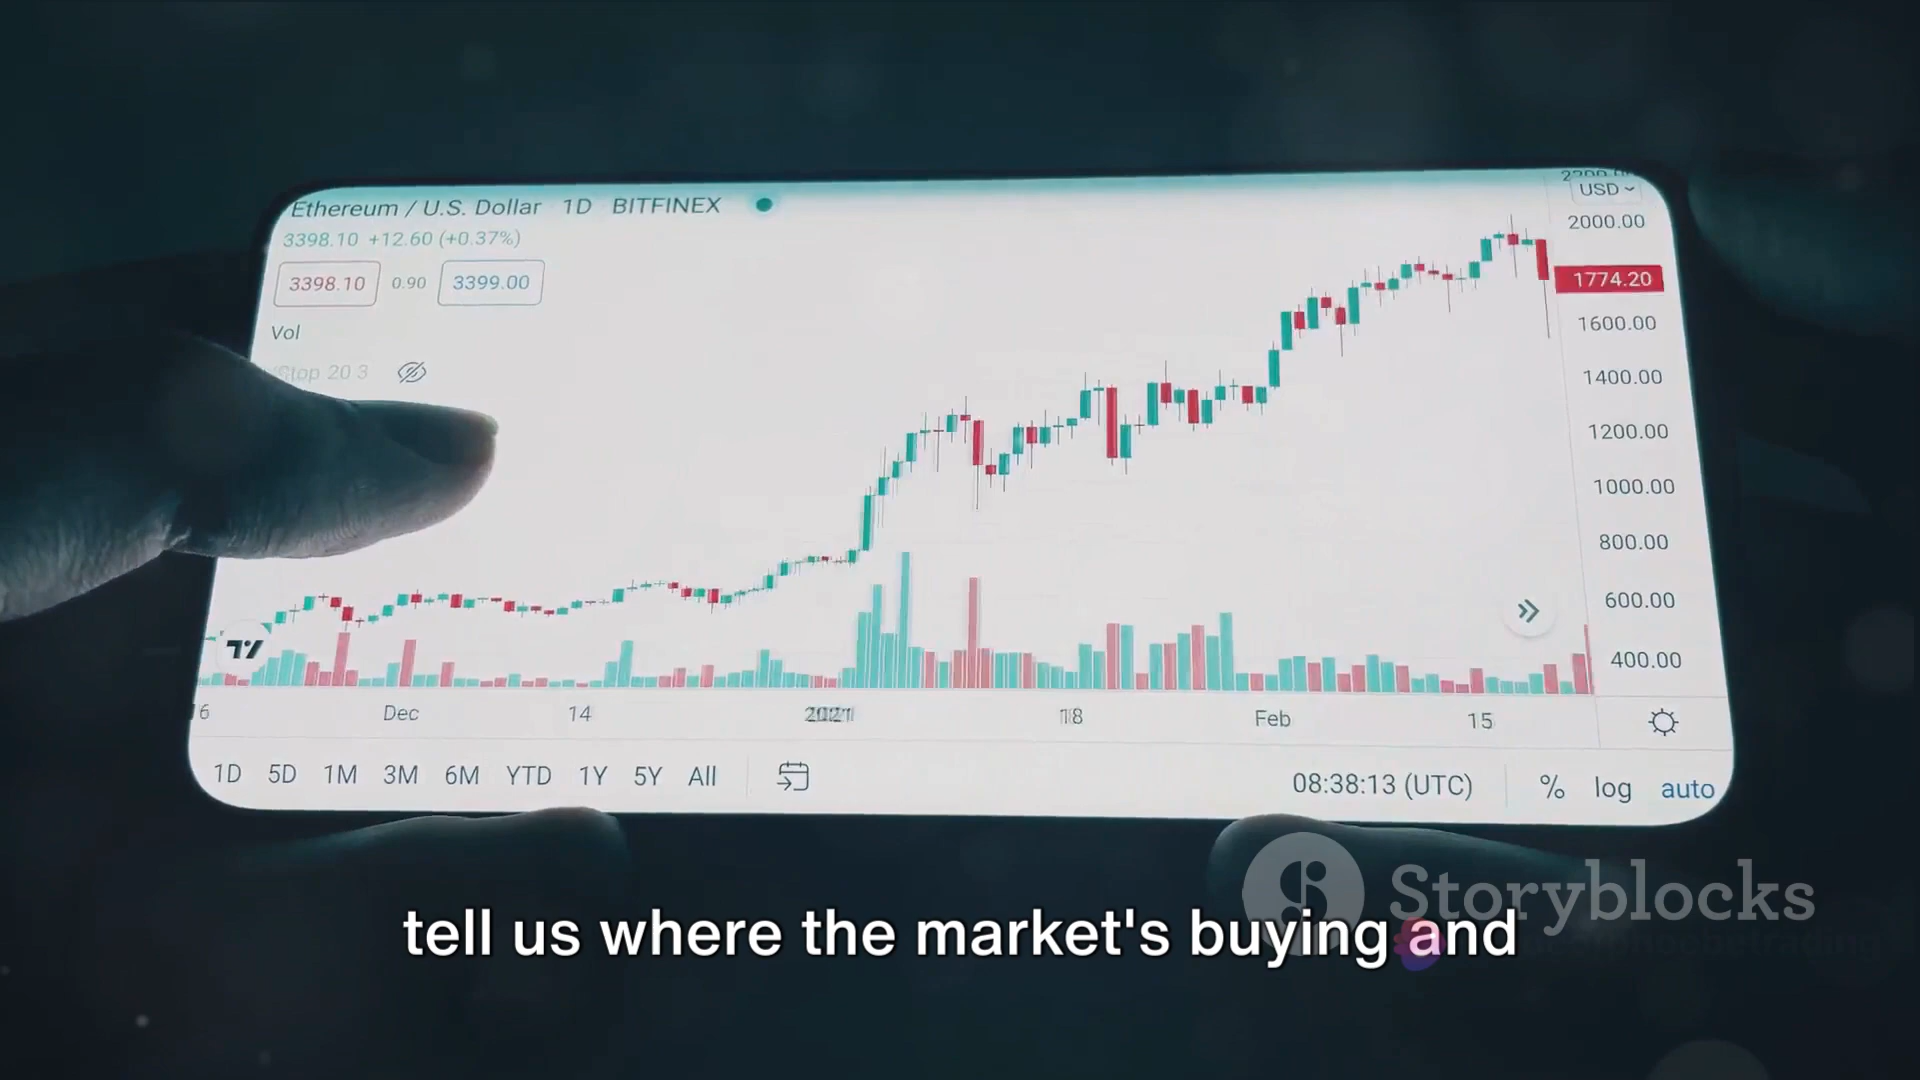 Ethereum / U.S. Dollar 1D BITFINEX
USD
3398.10 +12.60 (+0.37%)
3398.10 0.90 3399.00
Vol
Stop 20 3
2000.00
1774.20
1600.00
1400.00
1200.00
1000.00
800.00
600.00
400.00
Dec 14 2021 18 Feb 15
1D 5D 1M 3M 6M YTD 1Y 5Y All
08:38:13 (UTC) % log auto
Storyblocks
tell us where the market's buying and